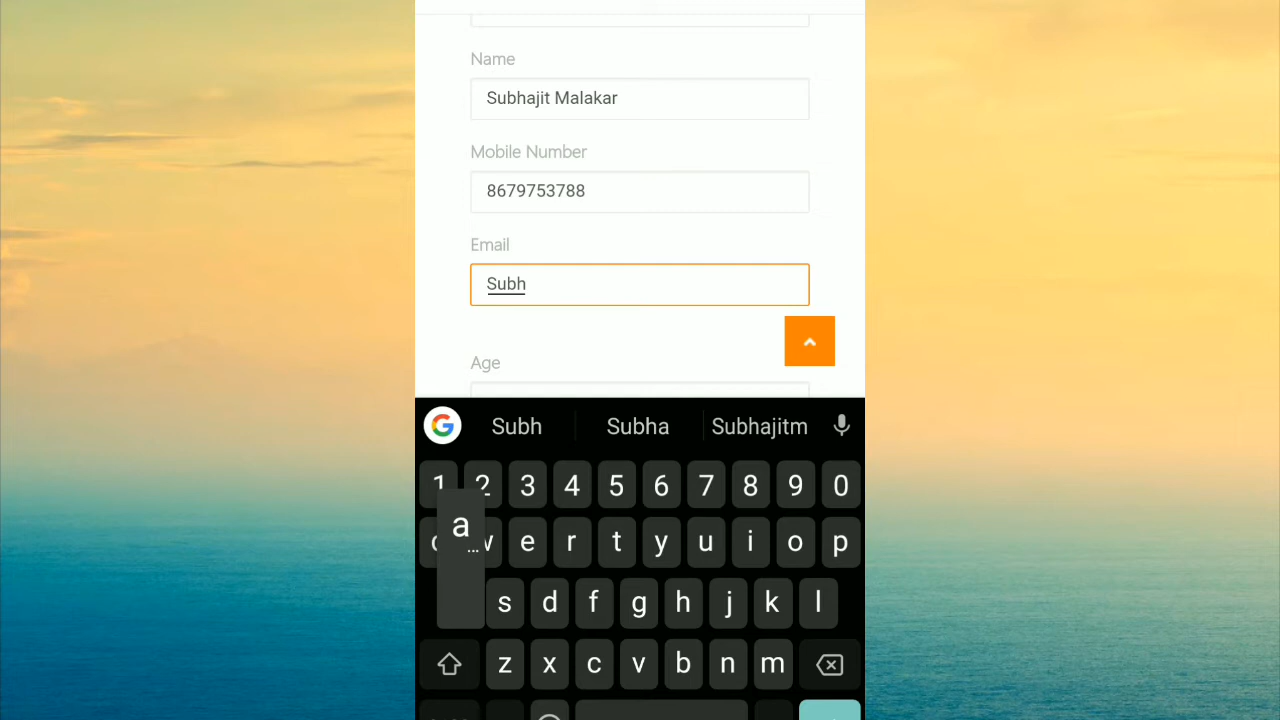 Name
Subhajit Malakar
Mobile Number
8679753788
Email
Subh
Age
Subh Subha Subhajitm
1 2 3 4 5 6 7 8 9 0
w e r t y u i o p
a s d f g h j k l
z x c v b n m